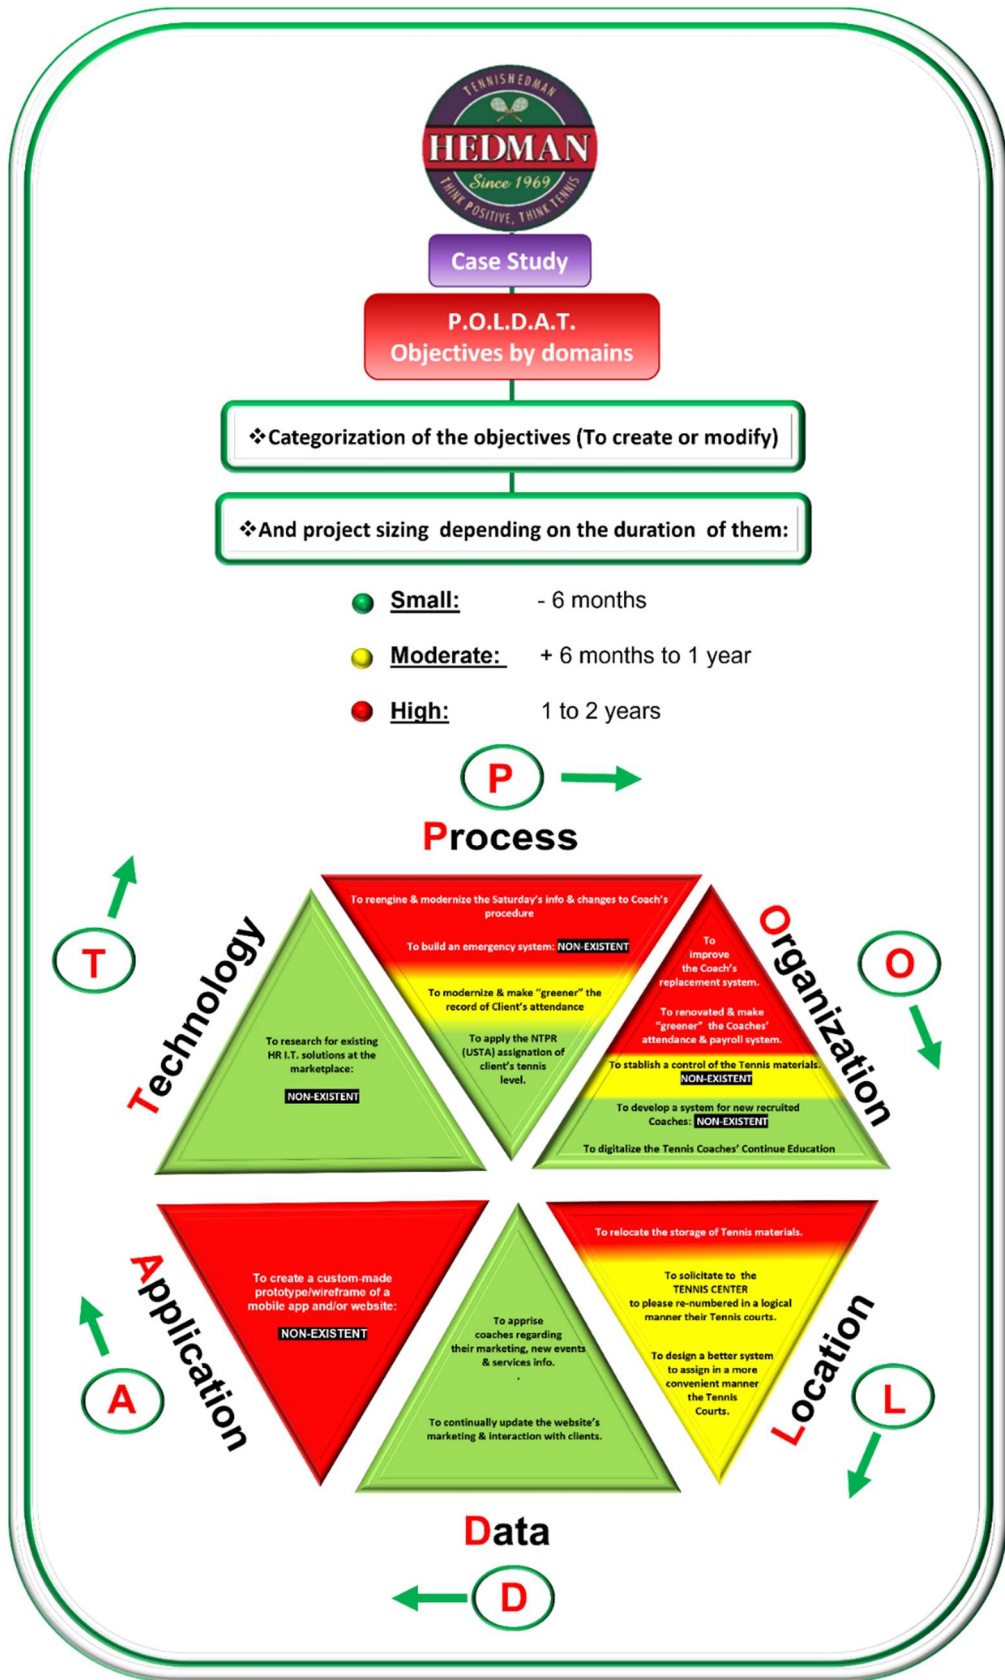 TENNISHEDMAN
HEDMAN
Since 1969
THINK POSITIVE, THINK TENNIS
Case Study
P.O.L.D.A.T.
Objectives by domains
❖Categorization of the objectives (To create or modify)
❖And project sizing depending on the duration of them:
Small: - 6 months
Moderate: + 6 months to 1 year
High: 1 to 2 years
P
Process
To reengine & modernize the Saturday's info & changes to Coach's
procedure
To build an emergency system: NON-EXISTENT
To modernize & make "greener" the
record of Client's attendance
To apply the NTPR
(USTA) assignation of
client's tennis
level.
O
Organization
To
improve
the Coach's
replacement system.
To renovated & make
"greener" the Coaches'
attendance & payroll system.
To stablish a control of the Tennis materials.
NON-EXISTENT
To develop a system for new recruited
Coaches: NON-EXISTENT
To digitalize the Tennis Coaches' Continue Education
L
Location
To relocate the storage of Tennis materials.
To solicitate to the
TENNIS CENTER
to please re-numbered in a logical
manner their Tennis courts.
To design a better system
to assign in a more
convenient manner
the Tennis
Courts.
D
Data
To apprise
coaches regarding
their marketing, new events
& services info.
.
To continually update the website's
marketing & interaction with clients.
A
Application
To create a custom-made
prototype/wireframe of a
mobile app and/or website:
NON-EXISTENT
T
Technology
To research for existing
HR I.T. solutions at the
marketplace:
NON-EXISTENT